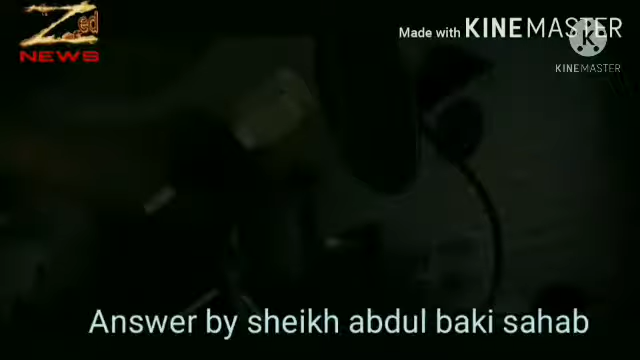 Zed
NEWS
Made with KINEMASTER
KINEMASTER
Answer by sheikh abdul baki sahab